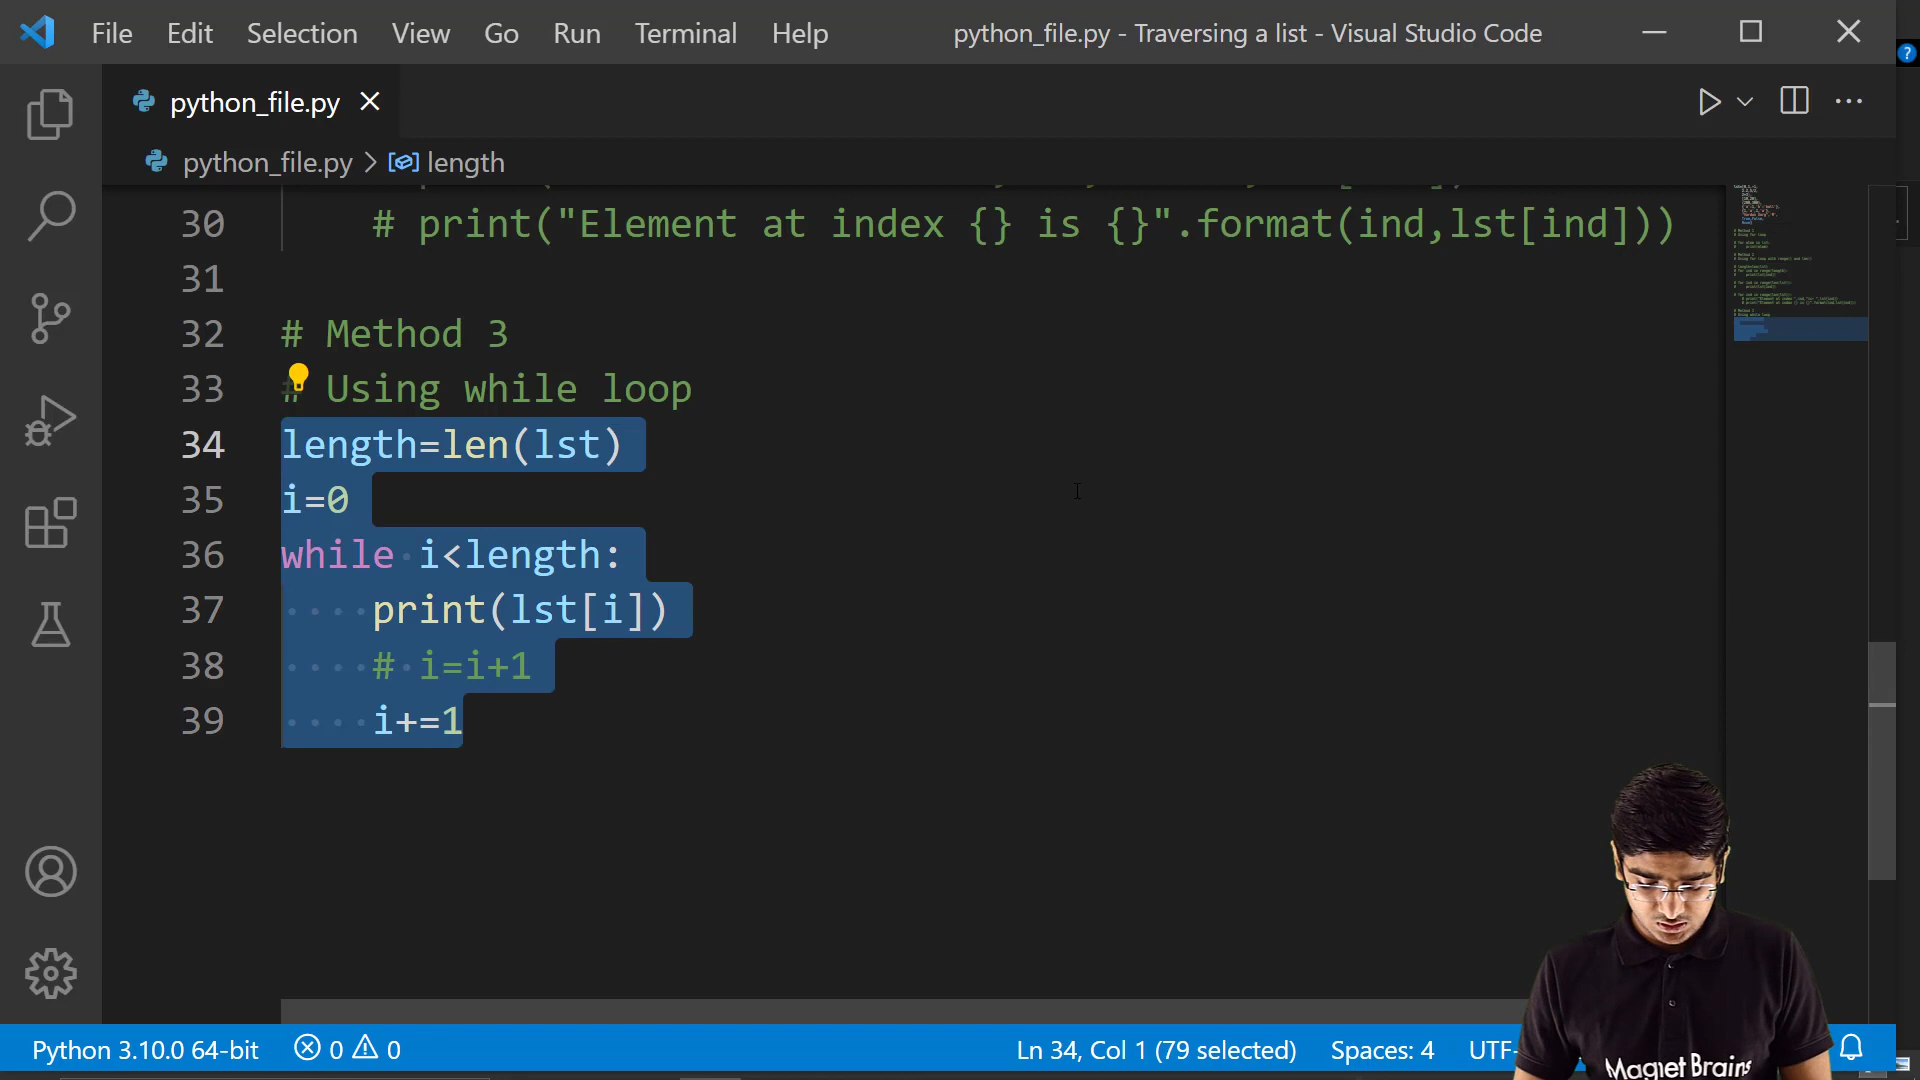 File Edit Selection View Go Run Terminal Help python_file.py - Traversing a list - Visual Studio Code
python_file.py
python_file.py > length
30 # print("Element at index {} is {}".format(ind,lst[ind]))
31
32 # Method 3
33 # Using while loop
34 length=len(lst)
35 i=0
36 while i<length:
37 print(lst[i])
38 # i=i+1
39 i+=1
Python 3.10.0 64-bit 0 0 Ln 34, Col 1 (79 selected) Spaces: 4 UTF-
Magnet Brains